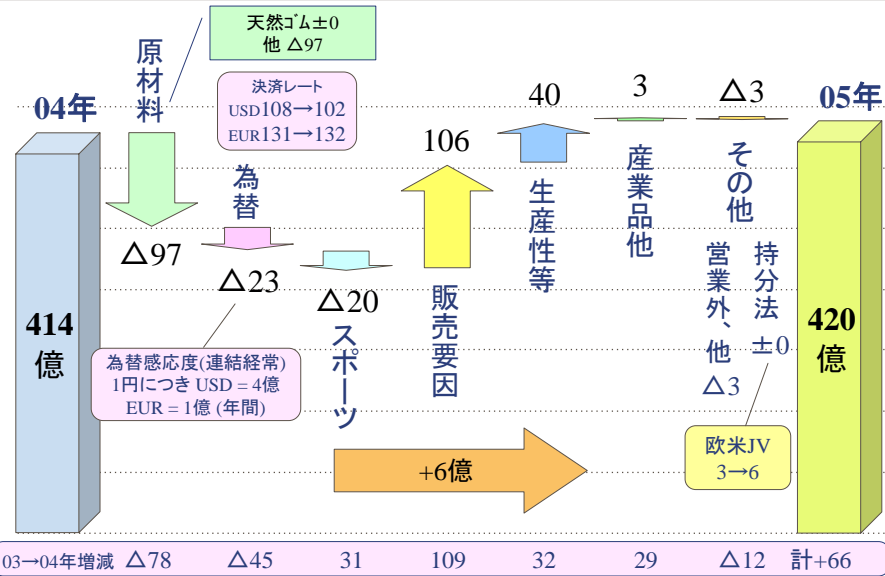 天然ゴム±0
他 △97
決済レート
USD108→102
EUR131→132
04年
原材料
△97
為替
△23
為替感応度(連結経常)
1円につき USD = 4億
EUR = 1億 (年間)
△20
スポーツ
106
販売要因
40
生産性等
3
産業品他
△3
その他
営業外、他
△3
持分法
±0
欧米JV
3→6
05年
414
億
420
億
+6億
03→04年増減 △78 △45 31 109 32 29 △12 計+66